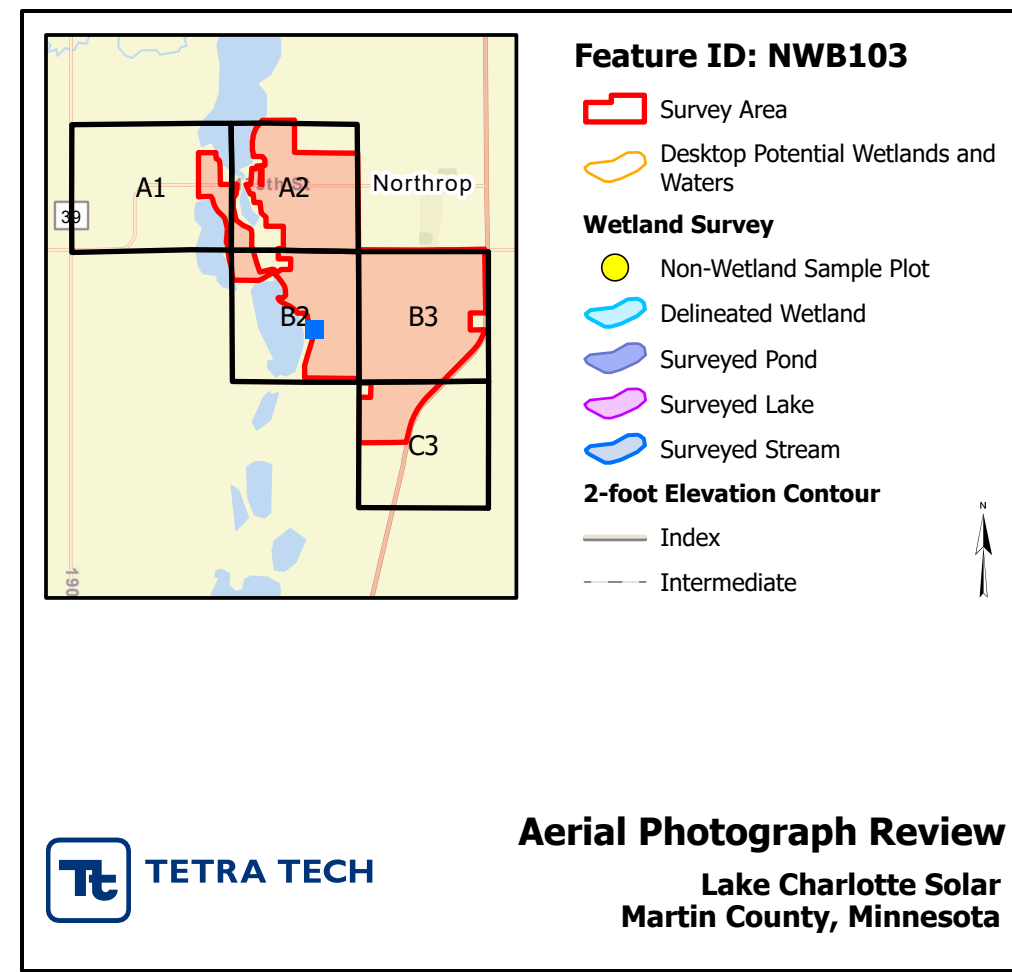 Feature ID: NWB103
Survey Area
Desktop Potential Wetlands and
Waters
Wetland Survey
Non-Wetland Sample Plot
Delineated Wetland
Surveyed Pond
Surveyed Lake
Surveyed Stream
2-foot Elevation Contour
Index
Intermediate
N
A1
A2
Northrop
39
B2
B3
C3
190
Tt TETRA TECH
Aerial Photograph Review
Lake Charlotte Solar
Martin County, Minnesota